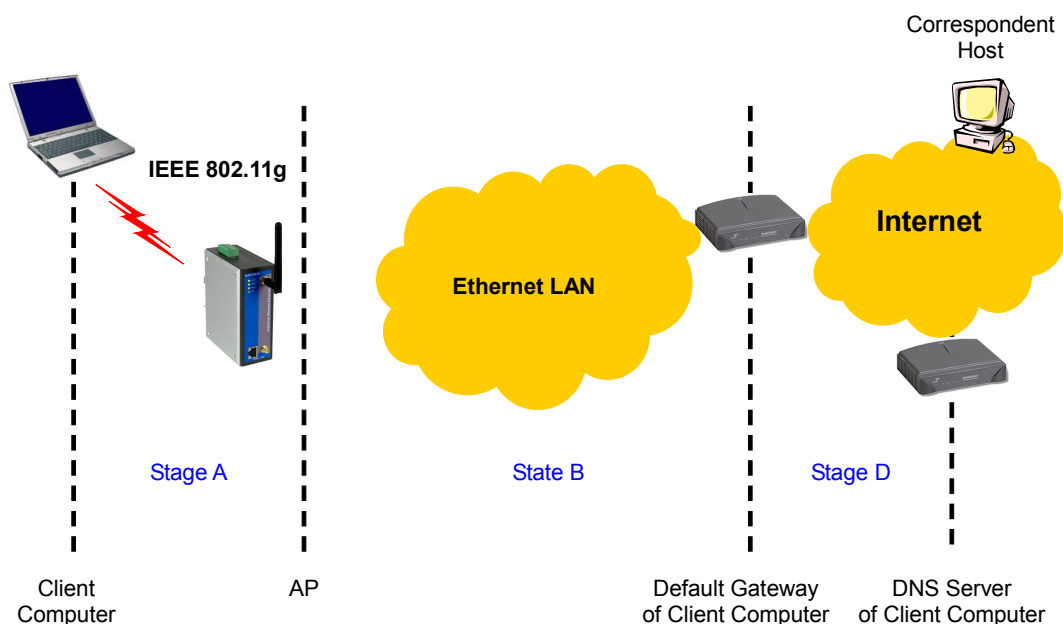 Correspondent
Host
IEEE 802.11g
Internet
Ethernet LAN
Stage A
State B
Stage D
Client
Computer
AP
Default Gateway
of Client Computer
DNS Server
of Client Computer